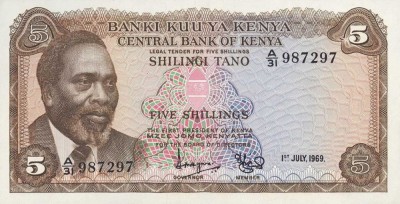 5 BANKI KUU YA KENYA 5
CENTRAL BANK OF KENYA
LEGAL TENDER FOR FIVE SHILLINGS
SHILINGI TANO A/31 987297
FIVE SHILLINGS
THE FIRST PRESIDENT OF KENYA
MZEE JOMO KENYATTA
FOR THE BOARD OF DIRECTORS
A/31 987297
1ST JULY, 1969.
5 5